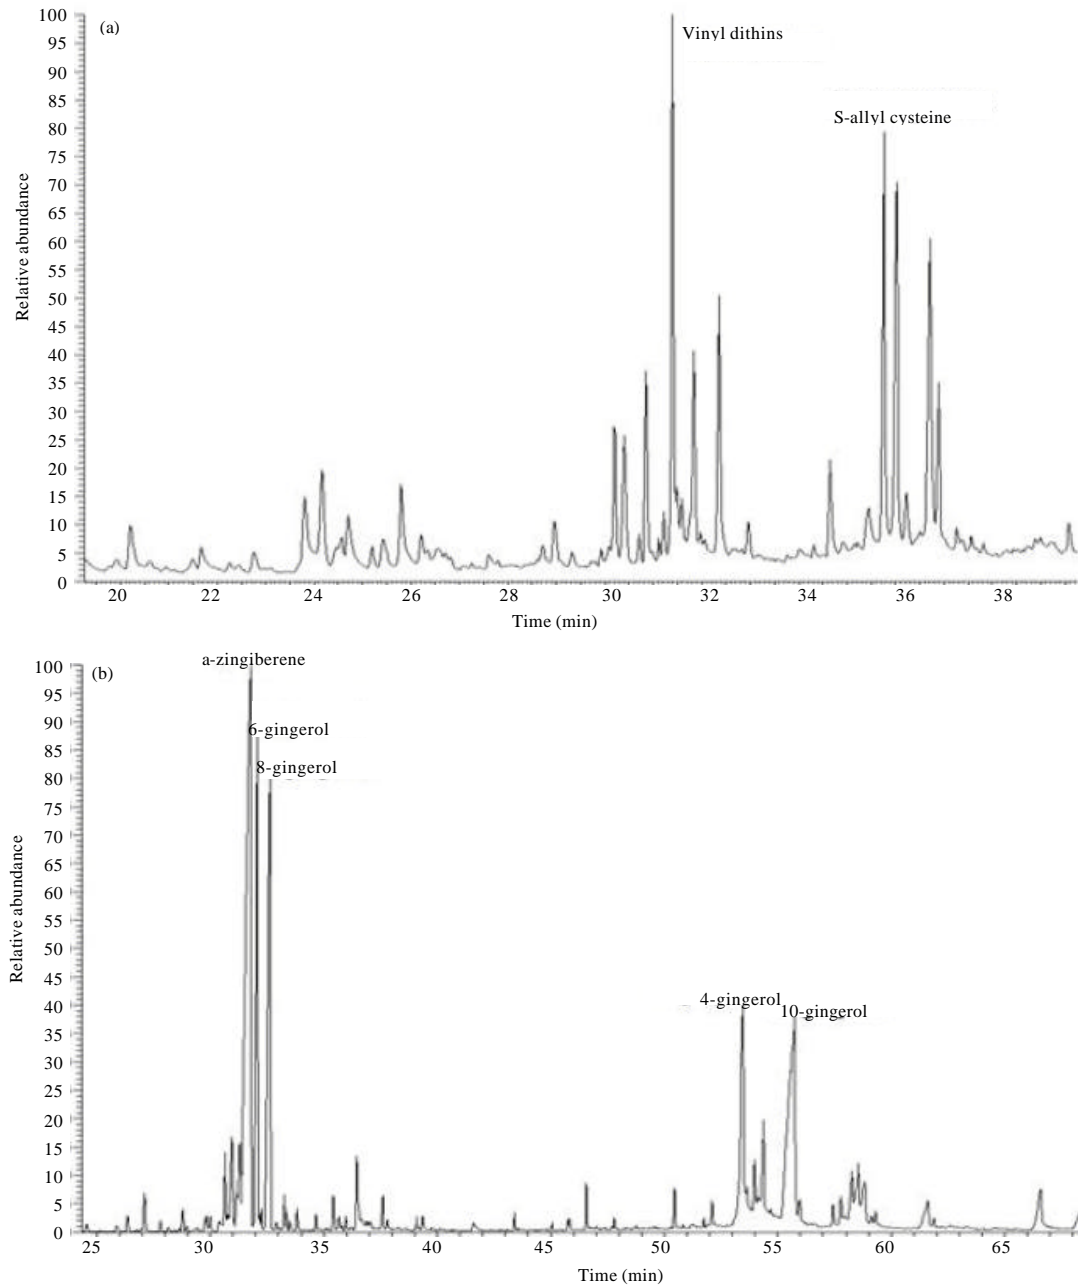 (a)
Vinyl dithins
S-allyl cysteine
Relative abundance
100
95
90
85
80
75
70
65
60
55
50
45
40
35
30
25
20
15
10
5
0
20 22 24 26 28 30 32 34 36 38
Time (min)
(b)
a-zingiberene
6-gingerol
8-gingerol
4-gingerol
10-gingerol
Relative abundance
100
95
90
85
80
75
70
65
60
55
50
45
40
35
30
25
20
15
10
5
0
25 30 35 40 45 50 55 60 65
Time (min)